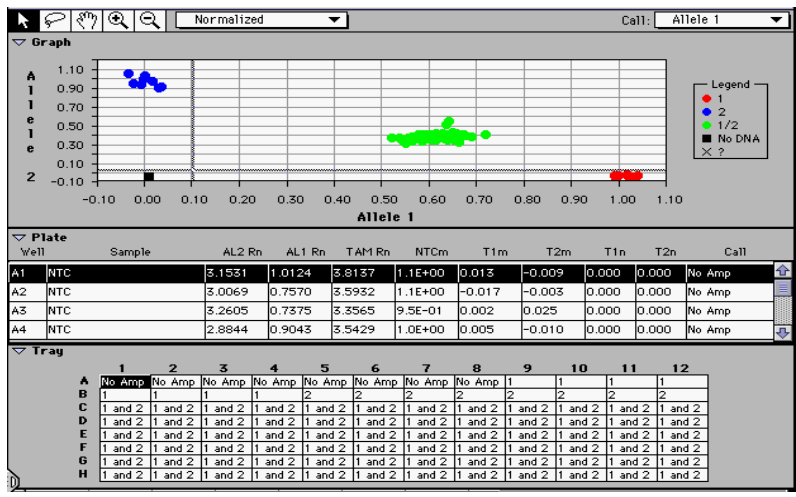 Normalized Call: Allele 1
Graph
Allele 2
1.10
0.90
0.70
0.50
0.30
0.10
-0.10
-0.10 0.00 0.10 0.20 0.30 0.40 0.50 0.60 0.70 0.80 0.90 1.00 1.10
Allele 1
Legend
1
2
1/2
No DNA
?
Plate
Well Sample AL2 Rn AL1 Rn TAM Rn NTCm T1m T2m T1n T2n Call
A1 NTC 3.1531 1.0124 3.8137 1.1E+00 0.013 -0.009 0.000 0.000 No Amp
A2 NTC 3.0069 0.7570 3.5932 1.1E+00 -0.017 -0.003 0.000 0.000 No Amp
A3 NTC 3.2605 0.7375 3.3565 9.5E-01 0.002 0.025 0.000 0.000 No Amp
A4 NTC 2.8844 0.9043 3.5429 1.0E+00 0.005 -0.010 0.000 0.000 No Amp
Tray
1 2 3 4 5 6 7 8 9 10 11 12
A No Amp No Amp No Amp No Amp No Amp No Amp No Amp No Amp 1 1 1 1
B 1 1 1 1 2 2 2 2 2 2 2 2
C 1 and 2 1 and 2 1 and 2 1 and 2 1 and 2 1 and 2 1 and 2 1 and 2 1 and 2 1 and 2 1 and 2 1 and 2
D 1 and 2 1 and 2 1 and 2 1 and 2 1 and 2 1 and 2 1 and 2 1 and 2 1 and 2 1 and 2 1 and 2 1 and 2
E 1 and 2 1 and 2 1 and 2 1 and 2 1 and 2 1 and 2 1 and 2 1 and 2 1 and 2 1 and 2 1 and 2 1 and 2
F 1 and 2 1 and 2 1 and 2 1 and 2 1 and 2 1 and 2 1 and 2 1 and 2 1 and 2 1 and 2 1 and 2 1 and 2
G 1 and 2 1 and 2 1 and 2 1 and 2 1 and 2 1 and 2 1 and 2 1 and 2 1 and 2 1 and 2 1 and 2 1 and 2
H 1 and 2 1 and 2 1 and 2 1 and 2 1 and 2 1 and 2 1 and 2 1 and 2 1 and 2 1 and 2 1 and 2 1 and 2